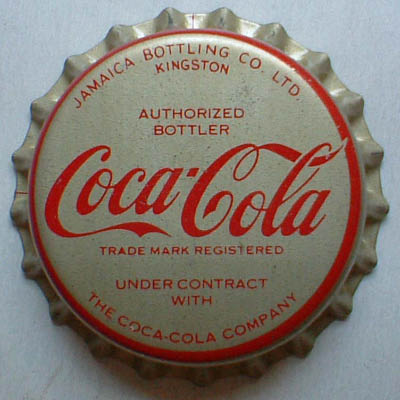 JAMAICA BOTTLING CO. LTD
KINGSTON
AUTHORIZED
BOTTLER
Coca-Cola
TRADE MARK REGISTERED
UNDER CONTRACT
WITH
THE COCA-COLA COMPANY